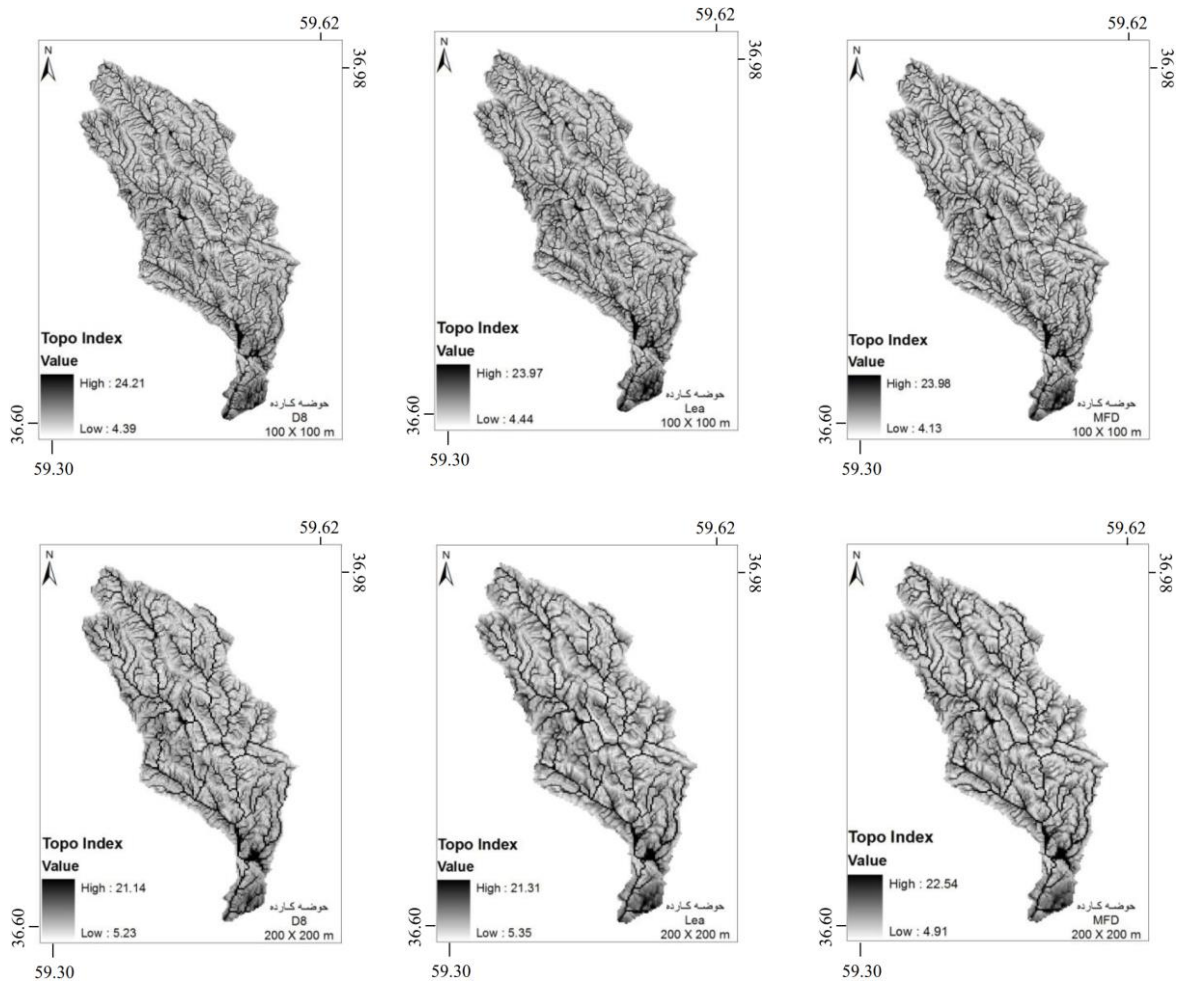 59.62
36.98
N
Topo Index
Value
High : 24.21
Low : 4.39
حوضه کارده
D8
100 X 100 m
36.60
59.30
59.62
36.98
N
Topo Index
Value
High : 23.97
Low : 4.44
حوضه کارده
Lea
100 X 100 m
36.60
59.30
59.62
36.98
N
Topo Index
Value
High : 23.98
Low : 4.13
حوضه کارده
MFD
100 X 100 m
36.60
59.30
59.62
36.98
N
Topo Index
Value
High : 21.14
Low : 5.23
حوضه کارده
D8
200 X 200 m
36.60
59.30
59.62
36.98
N
Topo Index
Value
High : 21.31
Low : 5.35
حوضه کارده
Lea
200 X 200 m
36.60
59.30
59.62
36.98
N
Topo Index
Value
High : 22.54
Low : 4.91
حوضه کارده
MFD
200 X 200 m
36.60
59.30